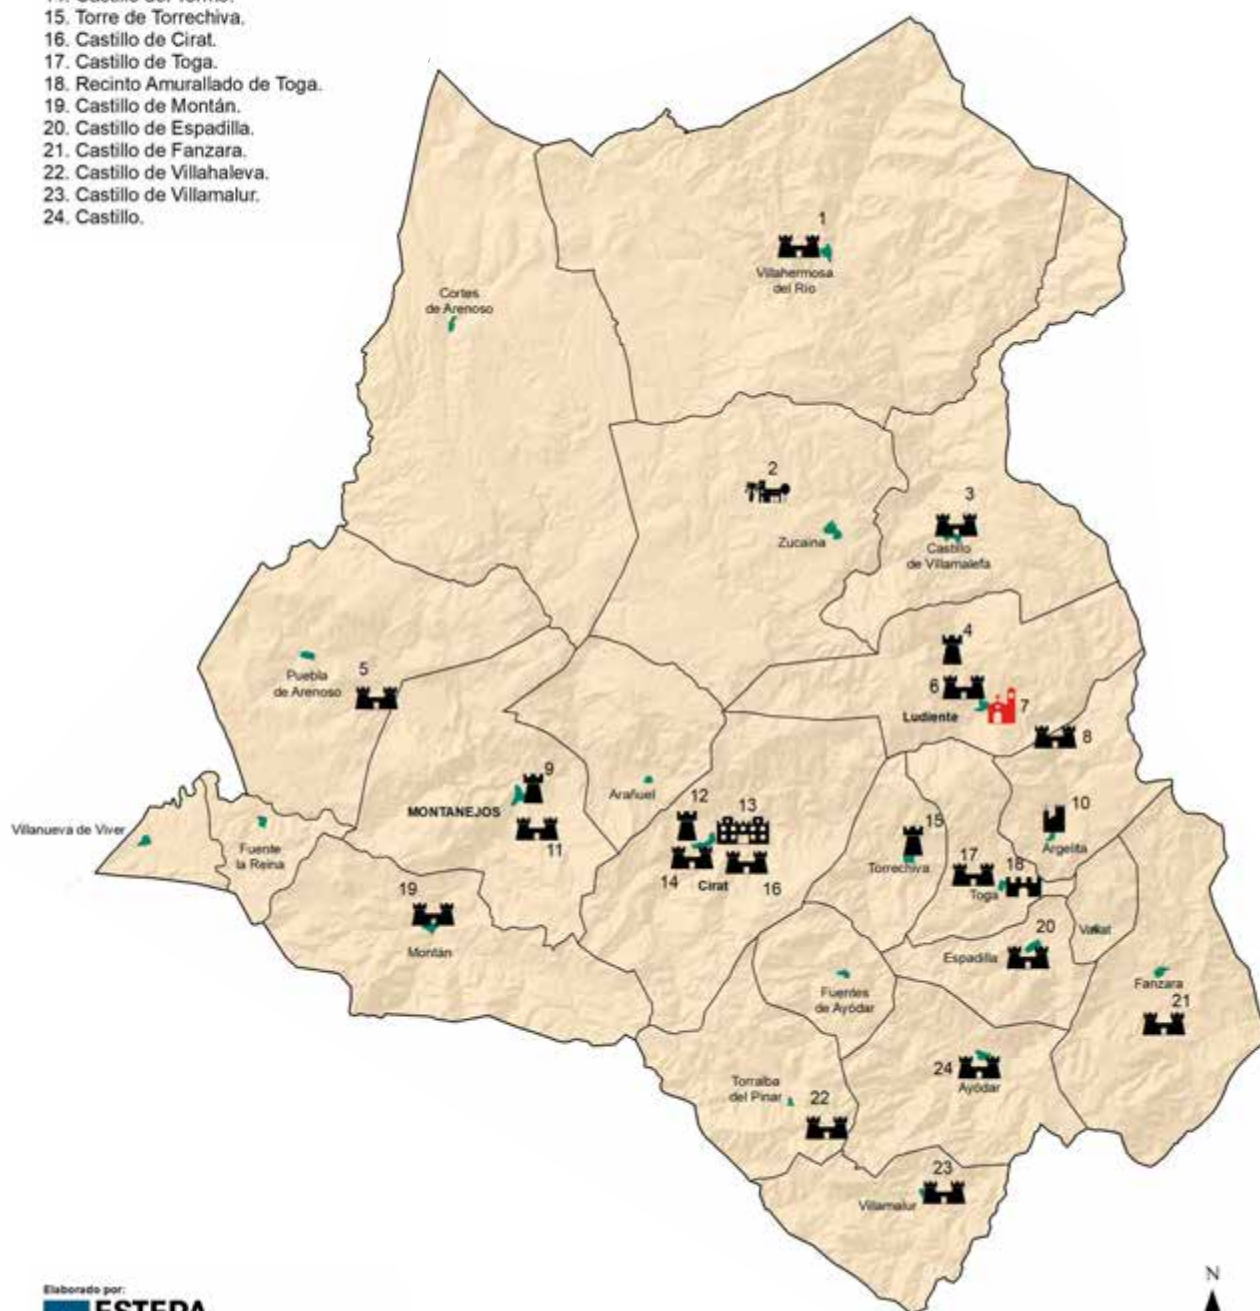 15. Torre de Torrechiva.
16. Castillo de Cirat.
17. Castillo de Toga.
18. Recinto Amurallado de Toga.
19. Castillo de Montán.
20. Castillo de Espadilla.
21. Castillo de Fanzara.
22. Castillo de Villahaleva.
23. Castillo de Villamalur.
24. Castillo.
1
Villahermosa
del Río
Cortes
de Arenoso
2
Zucaina
3
Castillo
de Villamalefa
4
Puebla
de Arenoso
5
6
Ludiente
7
8
9
MONTANEJOS
11
Arañuel
12
13
14
Cirat
16
10
Argelita
15
Torrechiva
17
18
Toga
Villanueva de Viver
Fuente
la Reina
19
Montán
20
Espadilla
Vallat
Fuentes
de Ayódar
Fanzara
21
24
Ayódar
Torralba
del Pinar
22
23
Villamalur
Elaborado por:
ESTEPA
N